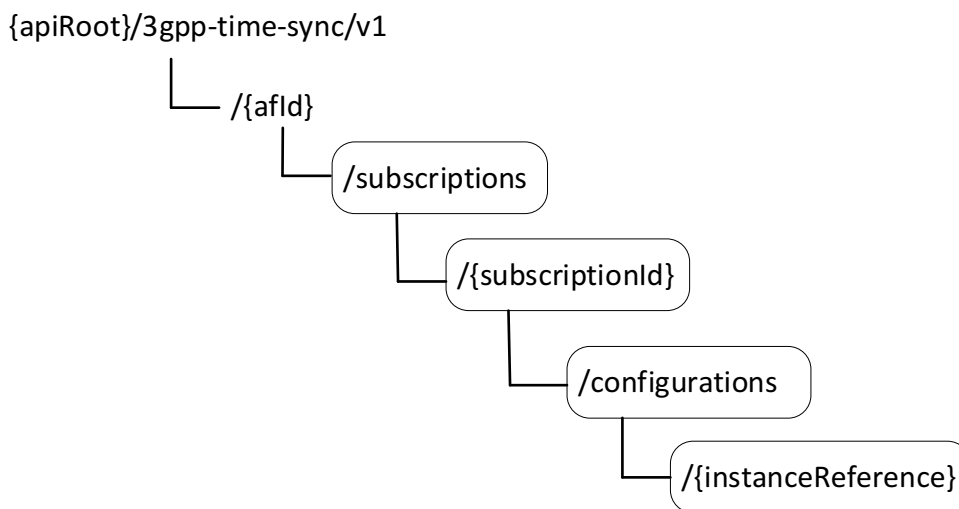 {apiRoot}/3gpp-time-sync/v1
/{afId}
/subscriptions
/{subscriptionId}
/configurations
/{instanceReference}